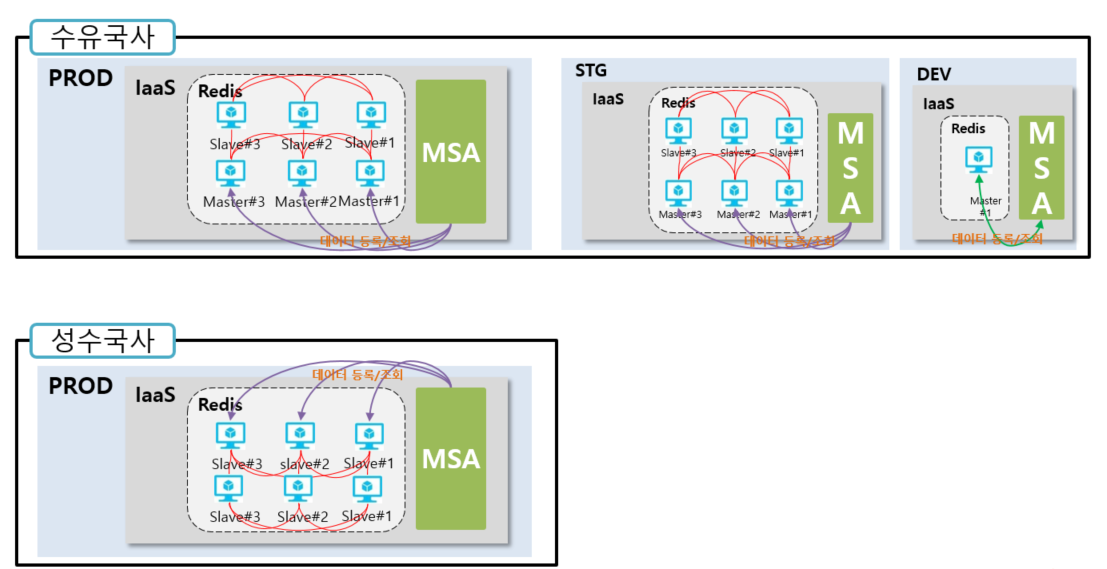 수유국사
PROD
IaaS
Redis
Slave#3
Slave#2
Slave#1
Master#3
Master#2
Master#1
MSA
데이터 등록/조회
STG
IaaS
Redis
Slave#3
Slave#2
Slave#1
Master#3
Master#2
Master#1
M
S
A
데이터 등록/조회
DEV
IaaS
Redis
Master
#1
M
S
A
데이터 등록/조회
성수국사
PROD
데이터 등록/조회
IaaS
Redis
Slave#3
slave#2
Slave#1
Slave#3
Slave#2
Slave#1
MSA